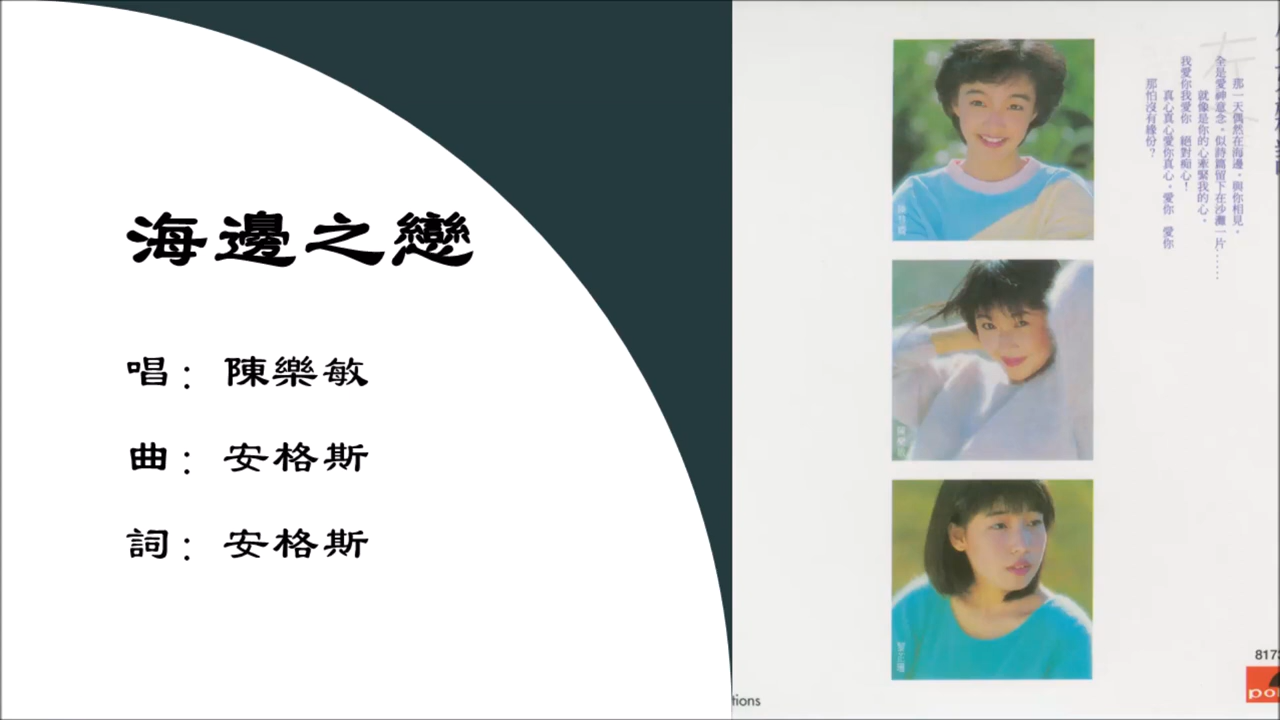 海邊之戀
唱：陳樂敏
曲：安格斯
詞：安格斯
那一天偶然在海邊，與你相見，
全是愛神意念。似詩篇留下在沙灘一片……
就像是你的心牽緊我的心，
我愛你我愛你　絕對痴心！
真心真心愛你真心，愛你　愛你
那怕沒有緣份？
tions
8173
po